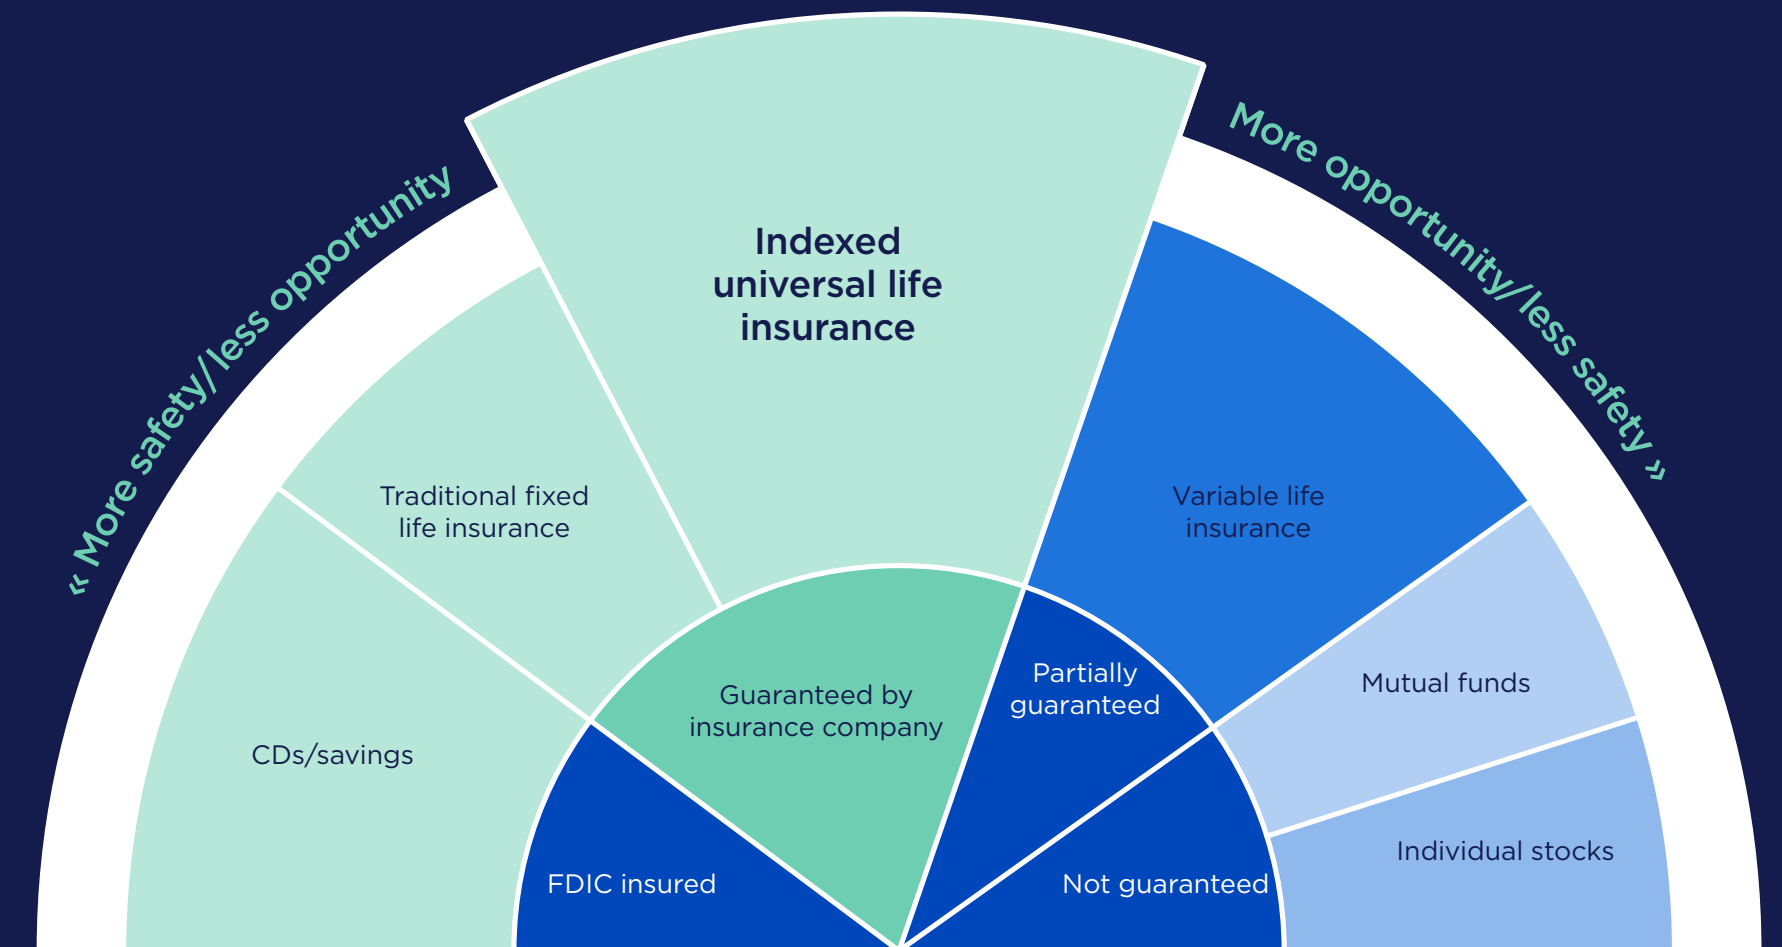 « More safety/less opportunity
More opportunity/less safety »
Indexed
universal life
insurance
Traditional fixed
life insurance
Variable life
insurance
CDs/savings
Mutual funds
Individual stocks
Guaranteed by
insurance company
Partially
guaranteed
FDIC insured
Not guaranteed